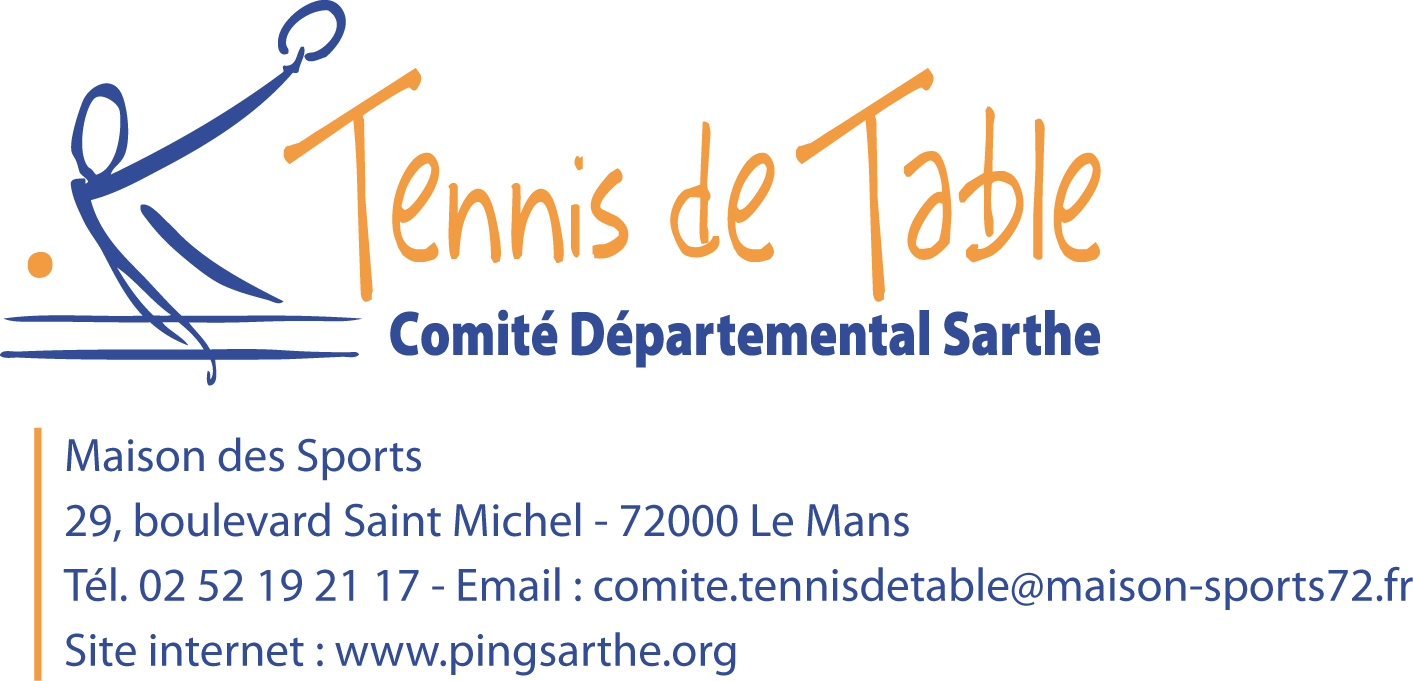 Tennis de Table
Comité Départemental Sarthe
Maison des Sports
29, boulevard Saint Michel - 72000 Le Mans
Tél. 02 52 19 21 17 - Email : comite.tennisdetable@maison-sports72.fr
Site internet : www.pingsarthe.org